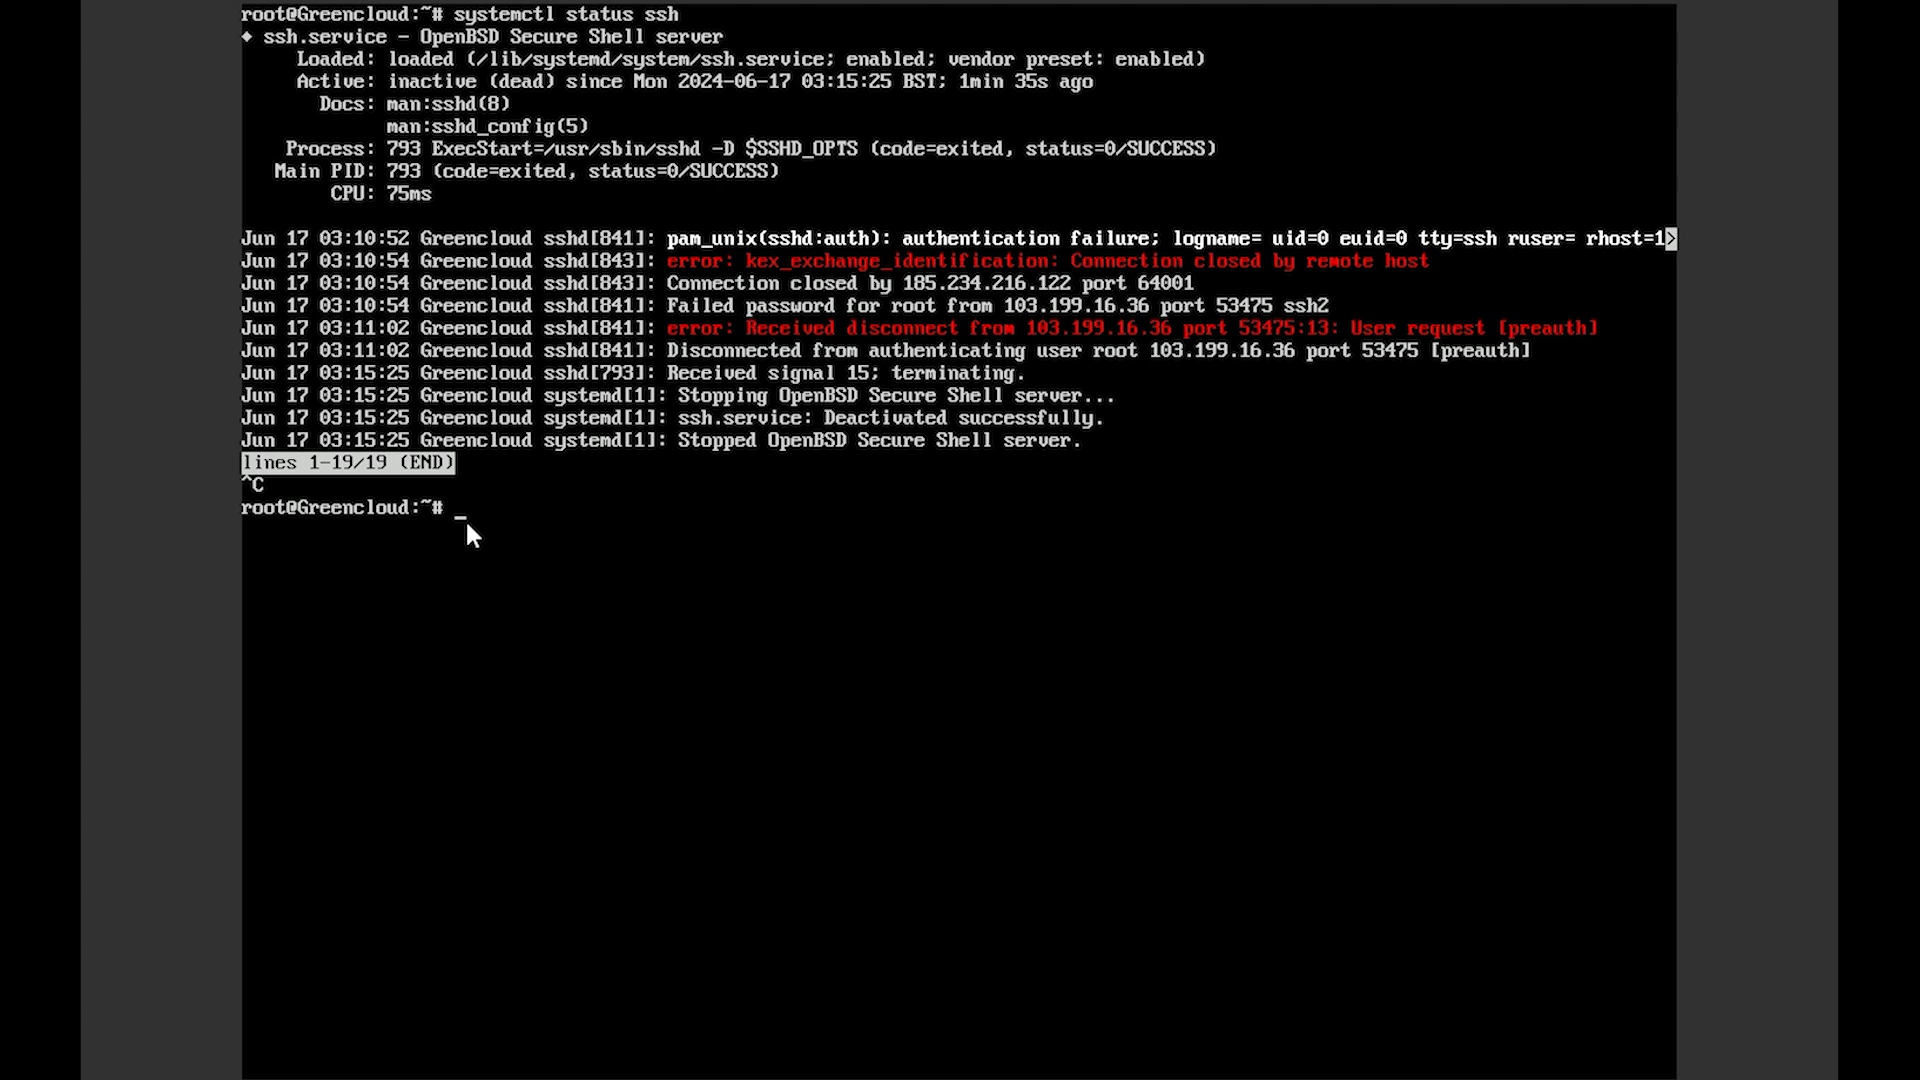 root@Greencloud:~# systemctl status ssh
◆ ssh.service - OpenBSD Secure Shell server
Loaded: loaded (/lib/systemd/system/ssh.service; enabled; vendor preset: enabled)
Active: inactive (dead) since Mon 2024-06-17 03:15:25 BST; 1min 35s ago
Docs: man:sshd(8)
man:sshd_config(5)
Process: 793 ExecStart=/usr/sbin/sshd -D $SSHD_OPTS (code=exited, status=0/SUCCESS)
Main PID: 793 (code=exited, status=0/SUCCESS)
CPU: 75ms
Jun 17 03:10:52 Greencloud sshd[841]: pam_unix(sshd:auth): authentication failure; logname= uid=0 euid=0 tty=ssh ruser= rhost=1>
Jun 17 03:10:54 Greencloud sshd[843]: error: kex_exchange_identification: Connection closed by remote host
Jun 17 03:10:54 Greencloud sshd[843]: Connection closed by 185.234.216.122 port 64001
Jun 17 03:10:54 Greencloud sshd[841]: Failed password for root from 103.199.16.36 port 53475 ssh2
Jun 17 03:11:02 Greencloud sshd[841]: error: Received disconnect from 103.199.16.36 port 53475:13: User request [preauth]
Jun 17 03:11:02 Greencloud sshd[841]: Disconnected from authenticating user root 103.199.16.36 port 53475 [preauth]
Jun 17 03:15:25 Greencloud sshd[793]: Received signal 15; terminating.
Jun 17 03:15:25 Greencloud systemd[1]: Stopping OpenBSD Secure Shell server...
Jun 17 03:15:25 Greencloud systemd[1]: ssh.service: Deactivated successfully.
Jun 17 03:15:25 Greencloud systemd[1]: Stopped OpenBSD Secure Shell server.
lines 1-19/19 (END)
^C
root@Greencloud:~# _